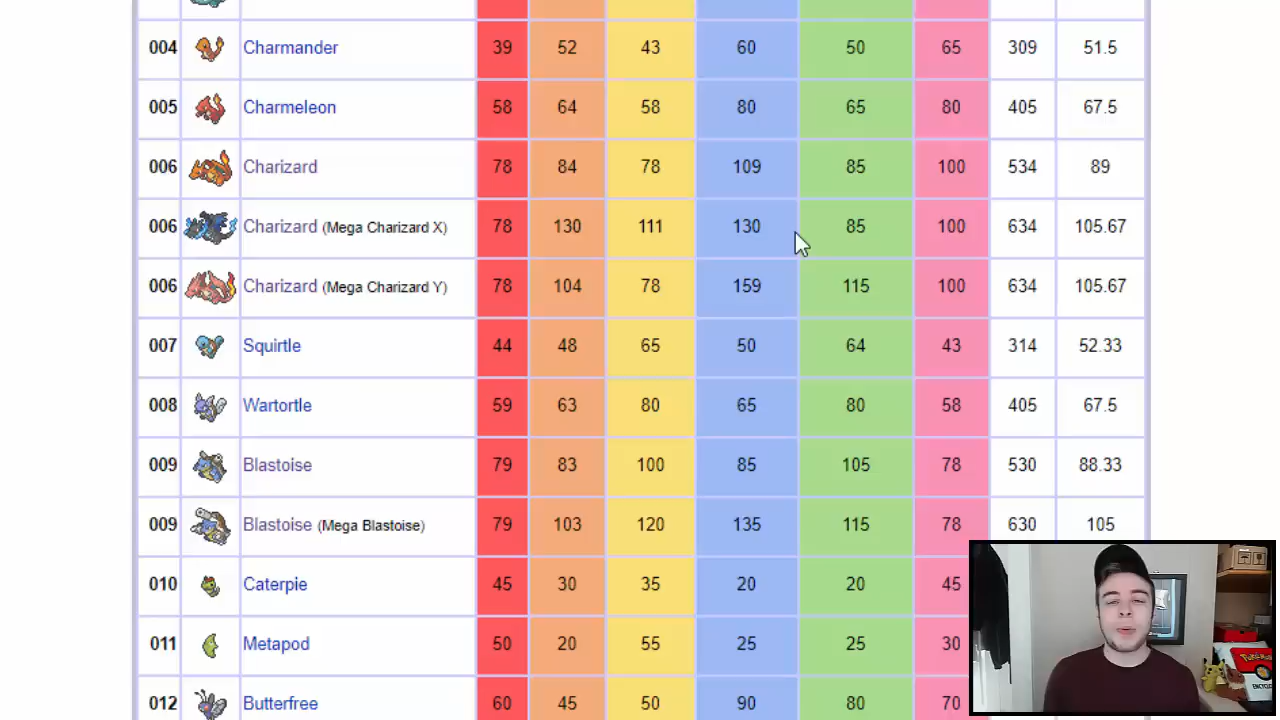 004 Charmander 39 52 43 60 50 65 309 51.5
005 Charmeleon 58 64 58 80 65 80 405 67.5
006 Charizard 78 84 78 109 85 100 534 89
006 Charizard (Mega Charizard X) 78 130 111 130 85 100 634 105.67
006 Charizard (Mega Charizard Y) 78 104 78 159 115 100 634 105.67
007 Squirtle 44 48 65 50 64 43 314 52.33
008 Wartortle 59 63 80 65 80 58 405 67.5
009 Blastoise 79 83 100 85 105 78 530 88.33
009 Blastoise (Mega Blastoise) 79 103 120 135 115 78 630 105
010 Caterpie 45 30 35 20 20 45
011 Metapod 50 20 55 25 25 30
012 Butterfree 60 45 50 90 80 70